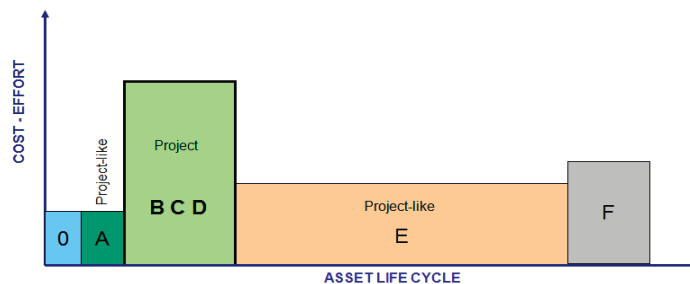 COST - EFFORT
Project-like
Project
B C D
Project-like
0
A
E
F
ASSET LIFE CYCLE